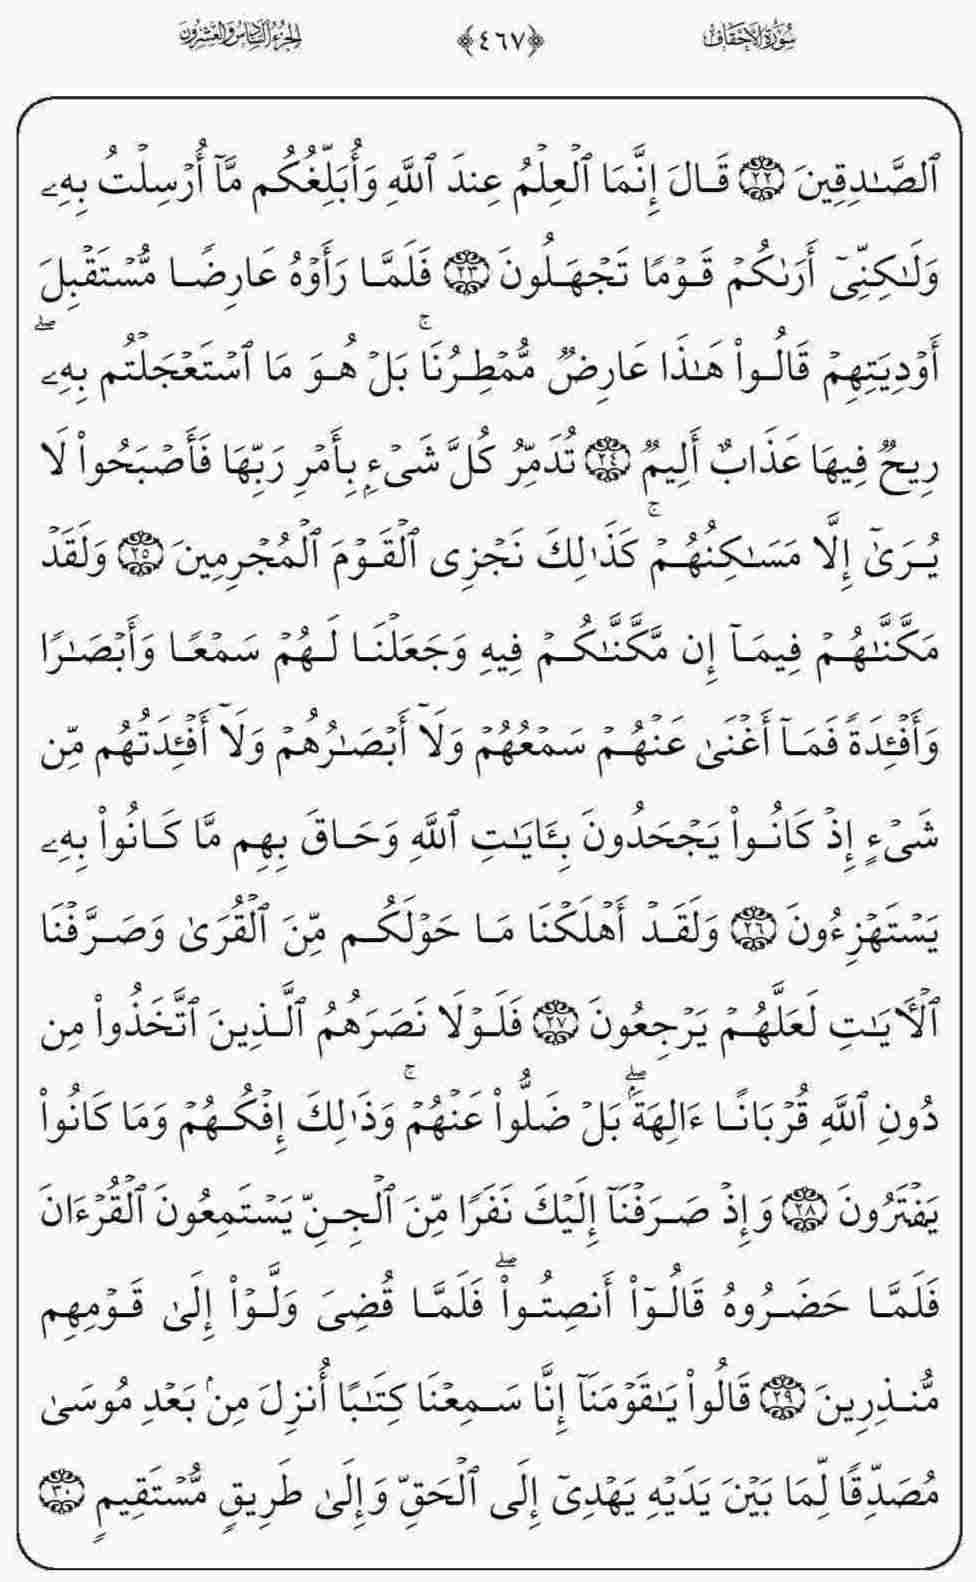 سُورَةُ الأَحْقَافِ ﴿٤٦٧﴾ الجُزْءُ السَّادِسُ وَالعِشْرُونَ
ٱلصَّٰدِقِينَ ٢٢ قَالَ إِنَّمَا ٱلْعِلْمُ عِندَ ٱللَّهِ وَأُبَلِّغُكُم مَّآ أُرْسِلْتُ بِهِۦ
وَلَٰكِنِّىٓ أَرَىٰكُمْ قَوْمًا تَجْهَلُونَ ٢٣ فَلَمَّا رَأَوْهُ عَارِضًا مُّسْتَقْبِلَ
أَوْدِيَتِهِمْ قَالُوا۟ هَٰذَا عَارِضٌ مُّمْطِرُنَا ۚ بَلْ هُوَ مَا ٱسْتَعْجَلْتُم بِهِۦ ۖ
رِيحٌ فِيهَا عَذَابٌ أَلِيمٌ ٢٤ تُدَمِّرُ كُلَّ شَىْءٍۭ بِأَمْرِ رَبِّهَا فَأَصْبَحُوا۟ لَا
يُرَىٰٓ إِلَّا مَسَٰكِنُهُمْ ۚ كَذَٰلِكَ نَجْزِى ٱلْقَوْمَ ٱلْمُجْرِمِينَ ٢٥ وَلَقَدْ
مَكَّنَّٰهُمْ فِيمَآ إِن مَّكَّنَّٰكُمْ فِيهِ وَجَعَلْنَا لَهُمْ سَمْعًا وَأَبْصَٰرًا
وَأَفْـِٔدَةً فَمَآ أَغْنَىٰ عَنْهُمْ سَمْعُهُمْ وَلَآ أَبْصَٰرُهُمْ وَلَآ أَفْـِٔدَتُهُم مِّن
شَىْءٍ إِذْ كَانُوا۟ يَجْحَدُونَ بِـَٔايَٰتِ ٱللَّهِ وَحَاقَ بِهِم مَّا كَانُوا۟ بِهِۦ
يَسْتَهْزِءُونَ ٢٦ وَلَقَدْ أَهْلَكْنَا مَا حَوْلَكُم مِّنَ ٱلْقُرَىٰ وَصَرَّفْنَا
ٱلْـَٔايَٰتِ لَعَلَّهُمْ يَرْجِعُونَ ٢٧ فَلَوْلَا نَصَرَهُمُ ٱلَّذِينَ ٱتَّخَذُوا۟ مِن
دُونِ ٱللَّهِ قُرْبَانًا ءَالِهَةًۢ ۖ بَلْ ضَلُّوا۟ عَنْهُمْ ۚ وَذَٰلِكَ إِفْكُهُمْ وَمَا كَانُوا۟
يَفْتَرُونَ ٢٨ وَإِذْ صَرَفْنَآ إِلَيْكَ نَفَرًا مِّنَ ٱلْجِنِّ يَسْتَمِعُونَ ٱلْقُرْءَانَ
فَلَمَّا حَضَرُوهُ قَالُوٓا۟ أَنصِتُوا۟ ۖ فَلَمَّا قُضِىَ وَلَّوْا۟ إِلَىٰ قَوْمِهِم
مُّنذِرِينَ ٢٩ قَالُوا۟ يَٰقَوْمَنَآ إِنَّا سَمِعْنَا كِتَٰبًا أُنزِلَ مِنۢ بَعْدِ مُوسَىٰ
مُصَدِّقًا لِّمَا بَيْنَ يَدَيْهِ يَهْدِىٓ إِلَى ٱلْحَقِّ وَإِلَىٰ طَرِيقٍ مُّسْتَقِيمٍ ٣٠